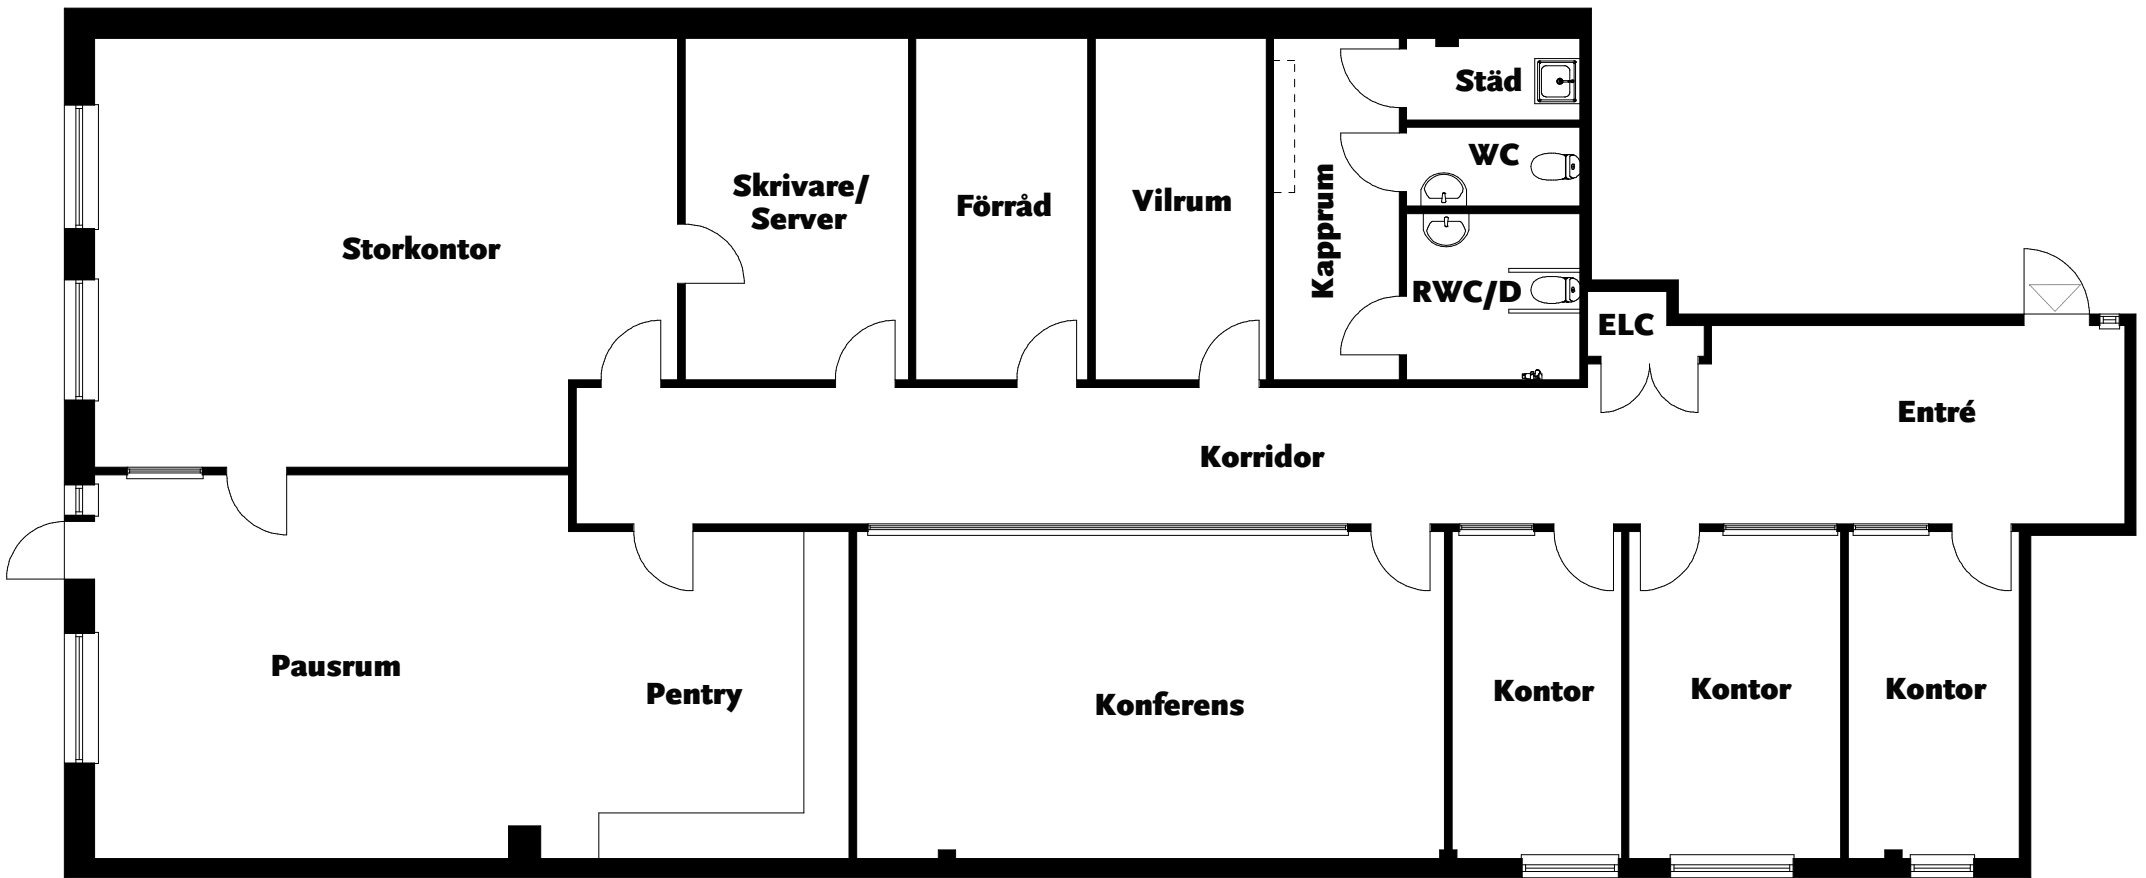 Städ
WC
Skrivare/
Server
Förråd
Vilrum
Kapprum
Storkontor
RWC/D
ELC
Entré
Korridor
Pausrum
Pentry
Konferens
Kontor
Kontor
Kontor